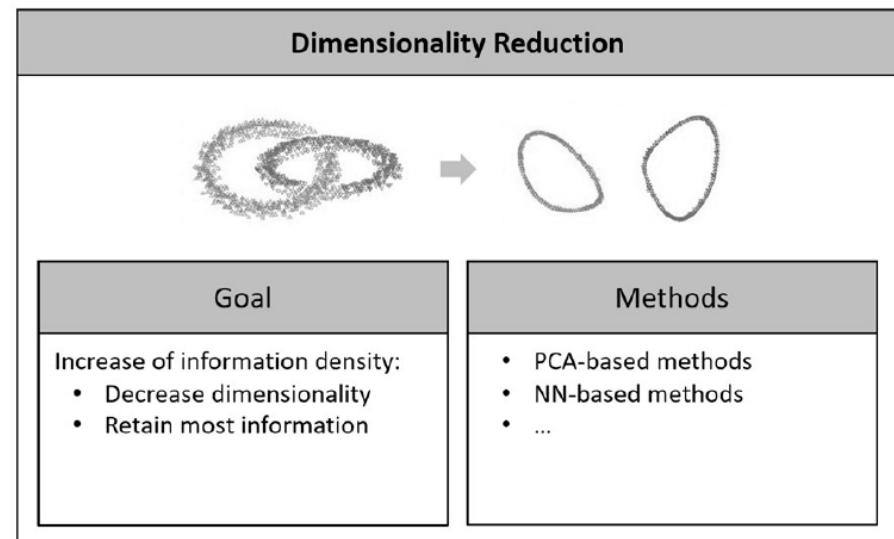 Dimensionality Reduction
Goal
Increase of information density:
• Decrease dimensionality
• Retain most information
Methods
• PCA-based methods
• NN-based methods
• ...